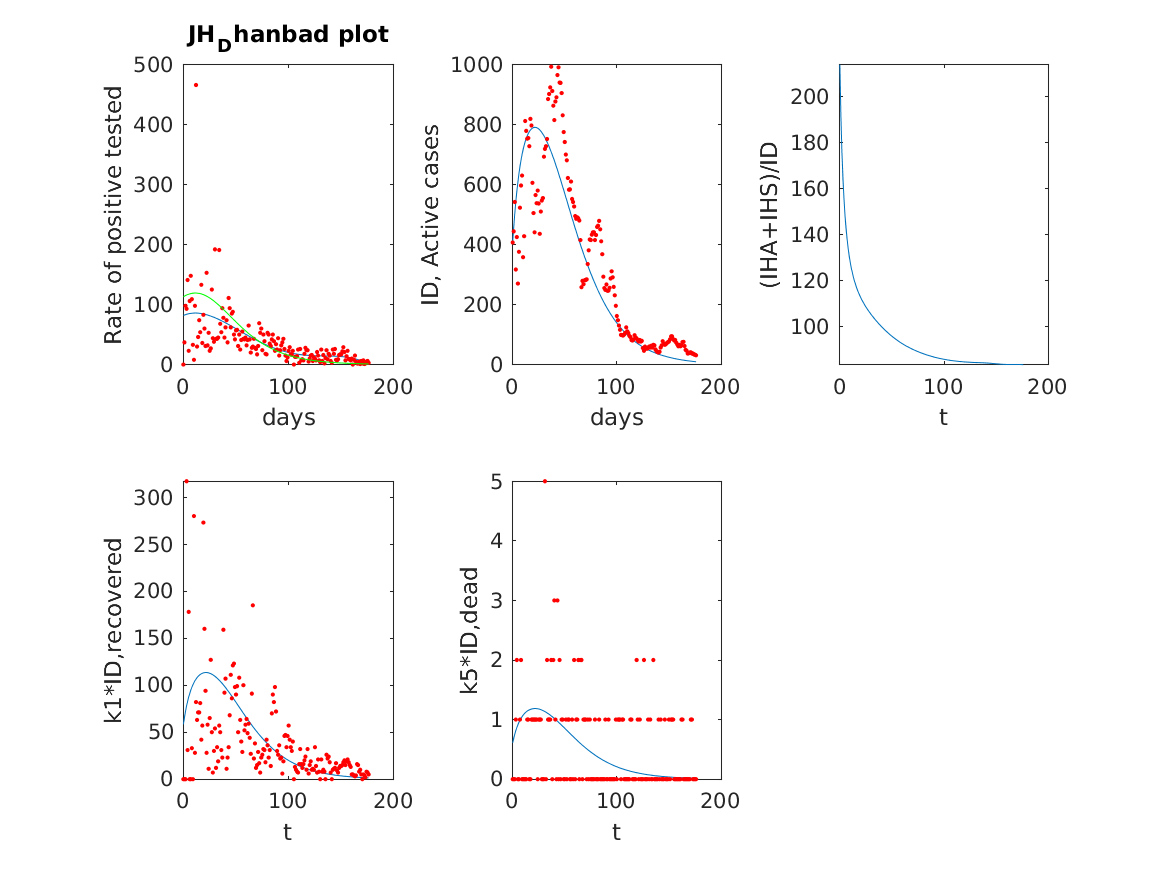 JH_Dhanbad plot
500
400
300
200
100
0
Rate of positive tested
0 100 200
days
1000
800
600
400
200
0
ID, Active cases
0 100 200
days
200
180
160
140
120
100
(IHA+IHS)/ID
0 100 200
t
300
250
200
150
100
50
0
k1*ID,recovered
0 100 200
t
5
4
3
2
1
0
k5*ID,dead
0 100 200
t